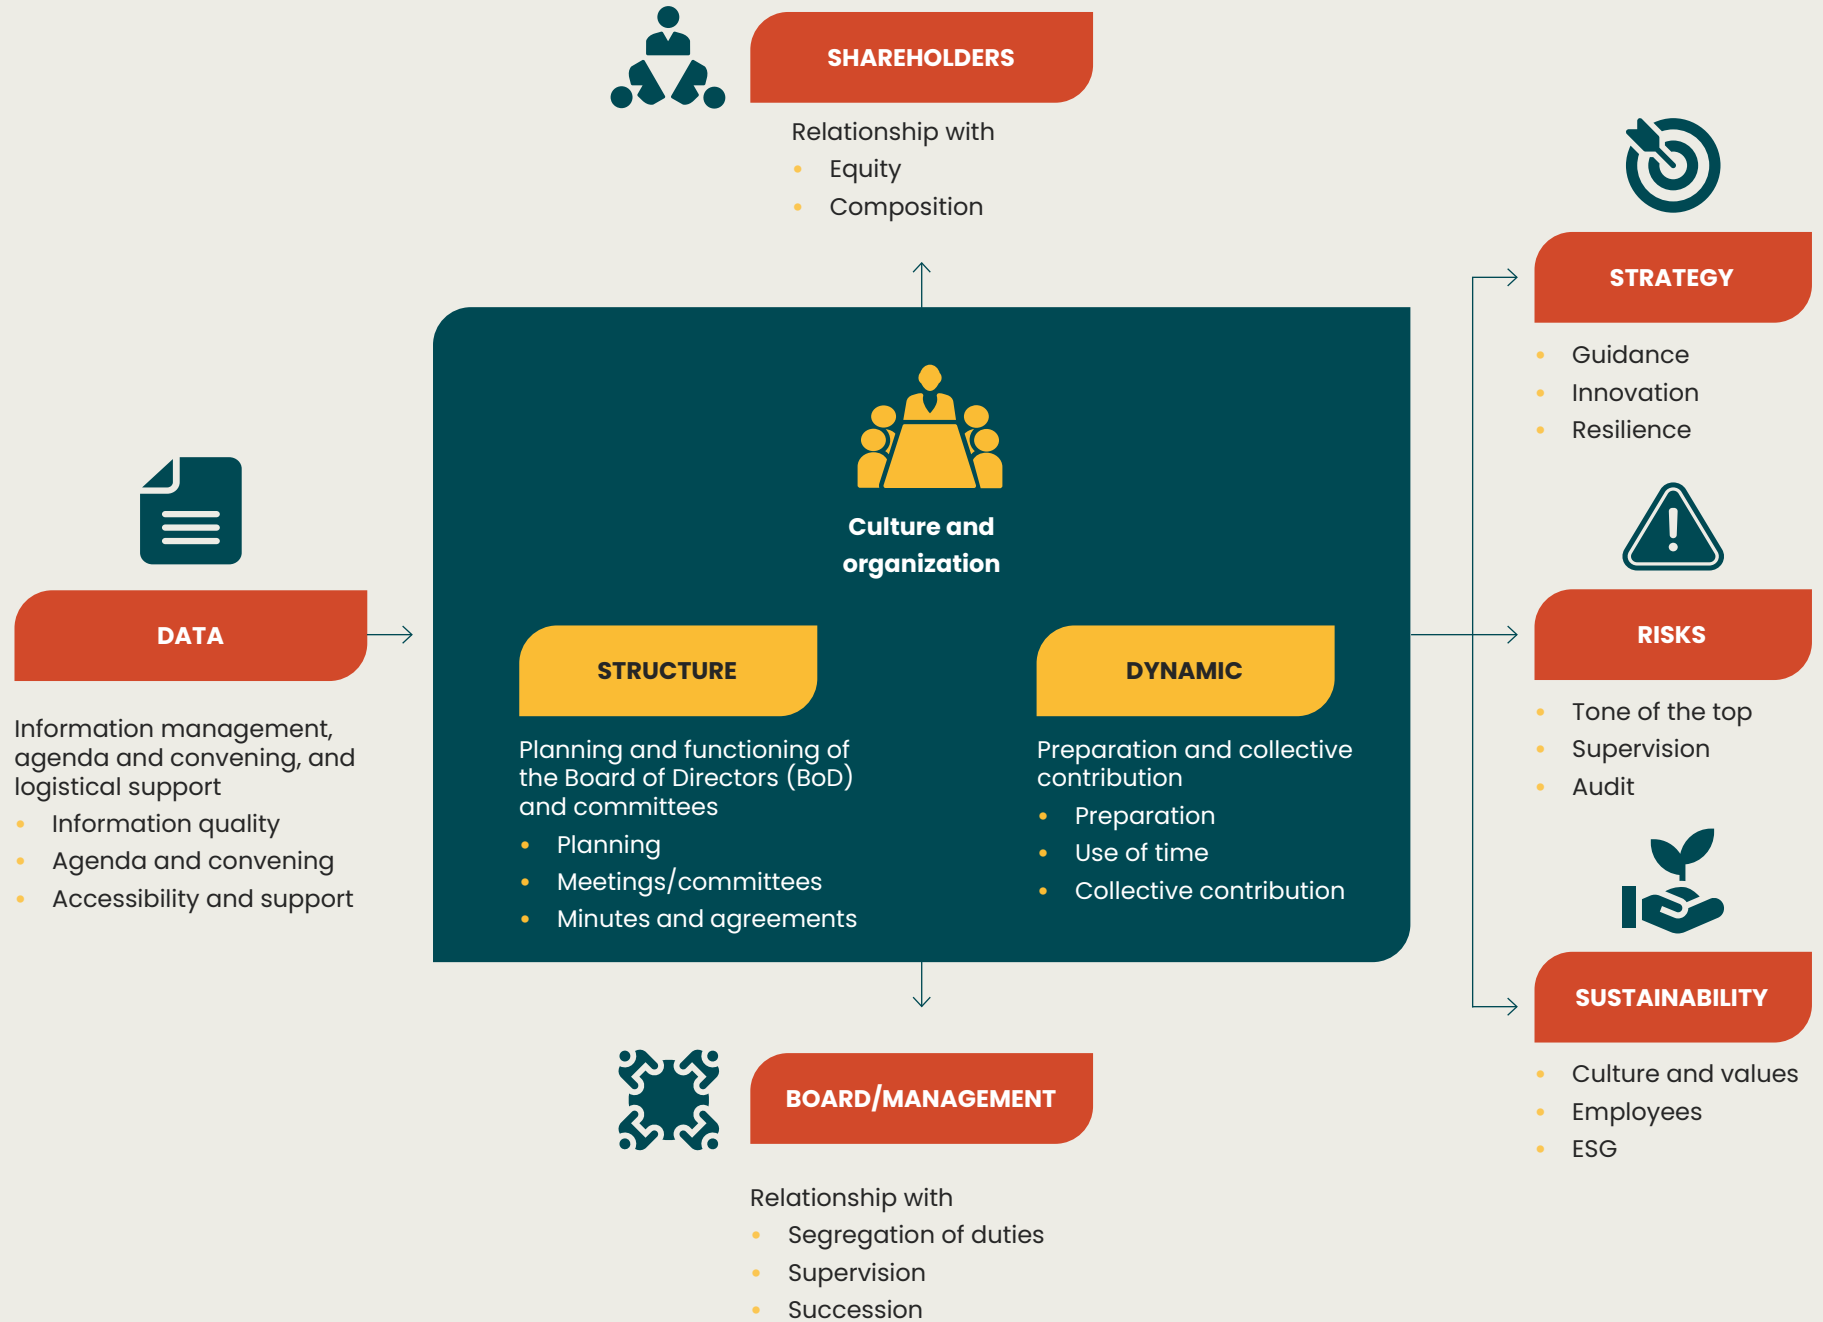 SHAREHOLDERS
Relationship with
• Equity
• Composition
DATA
Information management,
agenda and convening, and
logistical support
• Information quality
• Agenda and convening
• Accessibility and support
Culture and
organization
STRUCTURE
Planning and functioning of
the Board of Directors (BoD)
and committees
• Planning
• Meetings/committees
• Minutes and agreements
DYNAMIC
Preparation and collective
contribution
• Preparation
• Use of time
• Collective contribution
STRATEGY
• Guidance
• Innovation
• Resilience
RISKS
• Tone of the top
• Supervision
• Audit
SUSTAINABILITY
• Culture and values
• Employees
• ESG
BOARD/MANAGEMENT
Relationship with
• Segregation of duties
• Supervision
• Succession